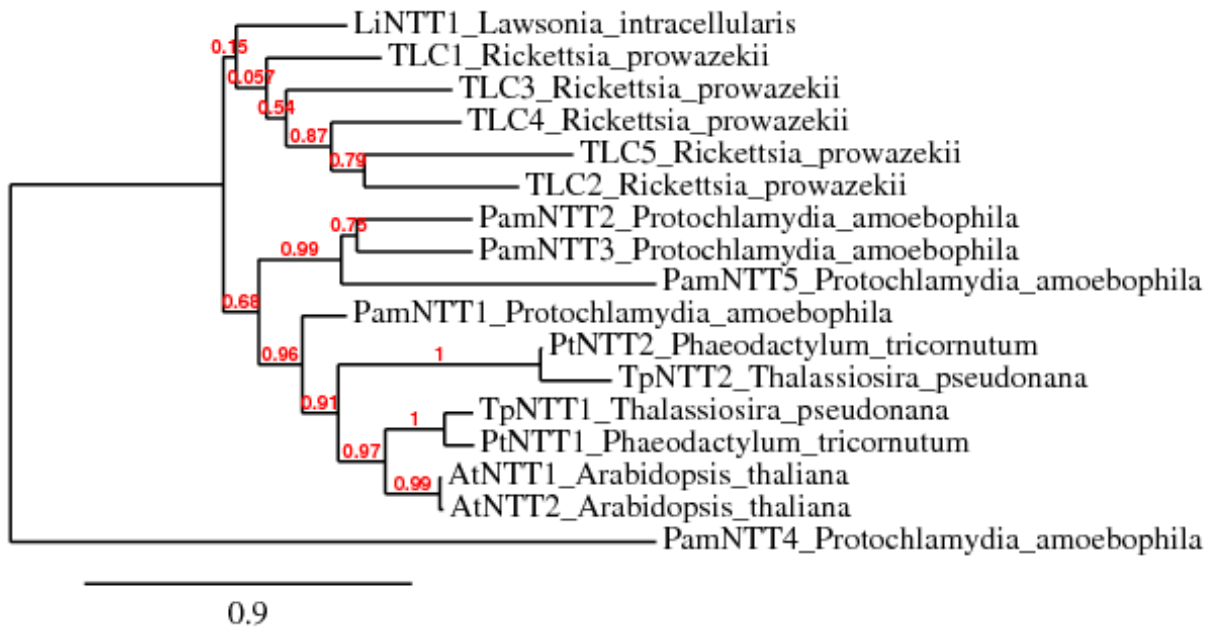 LiNTT1_Lawsonia_intracellularis
0.15
TLC1_Rickettsia_prowazekii
0.057
TLC3_Rickettsia_prowazekii
0.54
TLC4_Rickettsia_prowazekii
0.87
TLC5_Rickettsia_prowazekii
0.79
TLC2_Rickettsia_prowazekii
PamNTT2_Protochlamydia_amoebophila
0.75
PamNTT3_Protochlamydia_amoebophila
0.99
PamNTT5_Protochlamydia_amoebophila
0.68
PamNTT1_Protochlamydia_amoebophila
0.96
PtNTT2_Phaeodactylum_tricornutum
1
TpNTT2_Thalassiosira_pseudonana
0.91
TpNTT1_Thalassiosira_pseudonana
1
PtNTT1_Phaeodactylum_tricornutum
0.97
AtNTT1_Arabidopsis_thaliana
0.99
AtNTT2_Arabidopsis_thaliana
PamNTT4_Protochlamydia_amoebophila
0.9